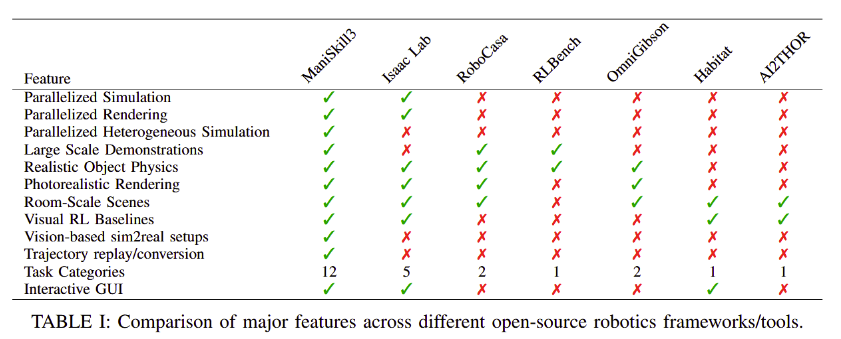 Feature ManiSkill3 Isaac Lab RoboCasa RLBench OmniGibson Habitat AI2THOR
Parallelized Simulation ✓ ✓ ✗ ✗ ✗ ✗ ✗
Parallelized Rendering ✓ ✓ ✗ ✗ ✗ ✗ ✗
Parallelized Heterogeneous Simulation ✓ ✗ ✗ ✗ ✗ ✗ ✗
Large Scale Demonstrations ✓ ✗ ✓ ✓ ✗ ✗ ✗
Realistic Object Physics ✓ ✓ ✓ ✓ ✓ ✗ ✗
Photorealistic Rendering ✓ ✓ ✓ ✗ ✓ ✗ ✗
Room-Scale Scenes ✓ ✓ ✓ ✗ ✓ ✓ ✓
Visual RL Baselines ✓ ✓ ✗ ✗ ✗ ✓ ✓
Vision-based sim2real setups ✓ ✗ ✗ ✗ ✗ ✗ ✗
Trajectory replay/conversion ✓ ✗ ✗ ✗ ✗ ✗ ✗
Task Categories 12 5 2 1 2 1 1
Interactive GUI ✓ ✓ ✗ ✗ ✗ ✓ ✗
TABLE I: Comparison of major features across different open-source robotics frameworks/tools.